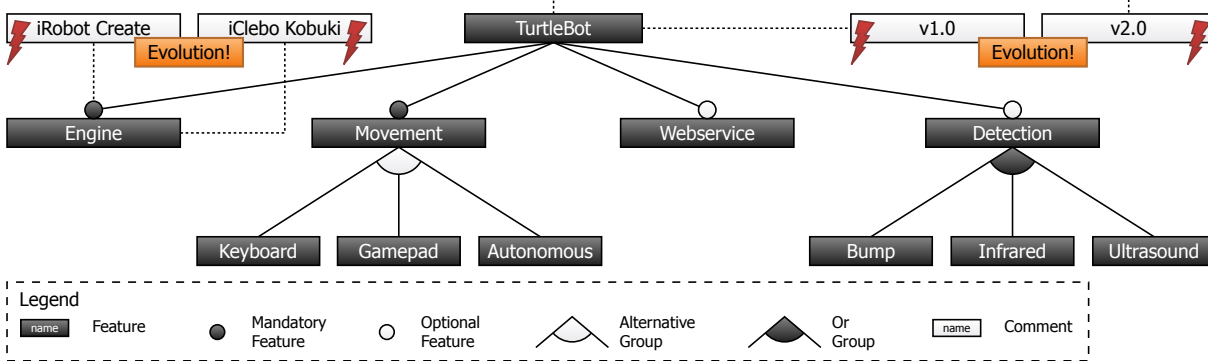 iRobot Create
iClebo Kobuki
TurtleBot
v1.0
v2.0
Evolution!
Evolution!
Engine
Movement
Webservice
Detection
Keyboard
Gamepad
Autonomous
Bump
Infrared
Ultrasound
Legend
name
Feature
Mandatory
Feature
Optional
Feature
Alternative
Group
Or
Group
name
Comment